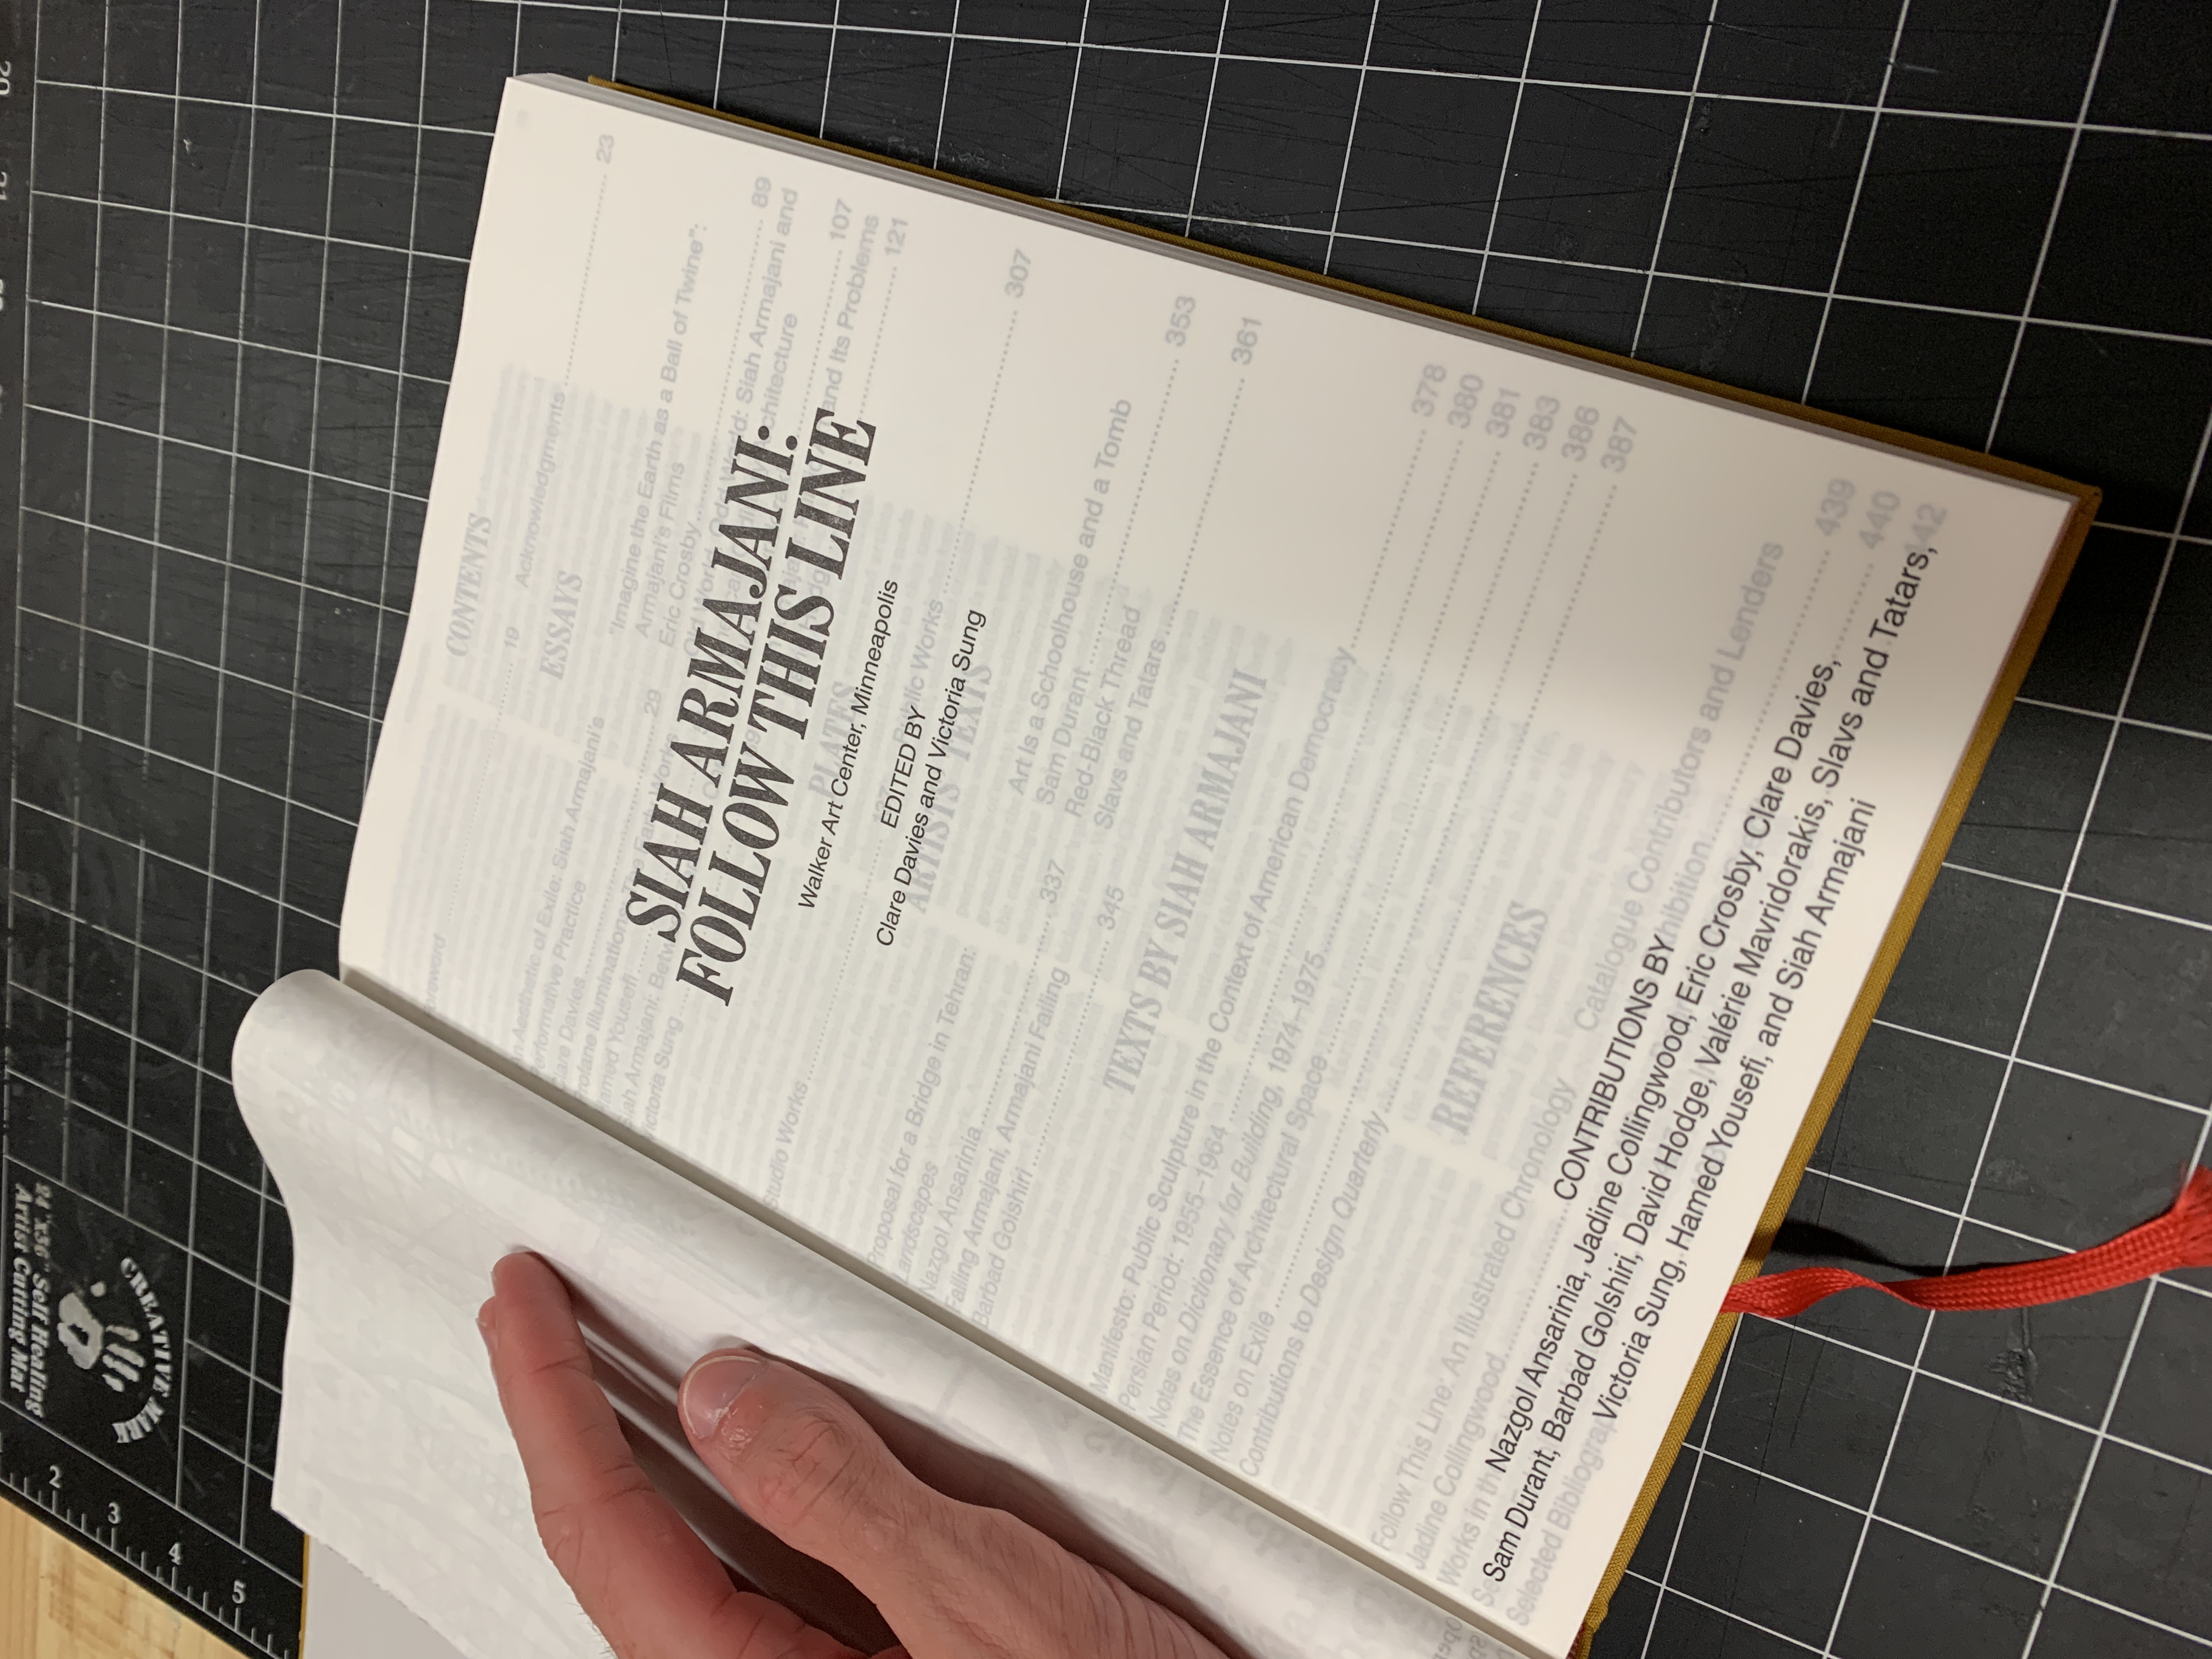 24"x36" Self Healing
Artist Cutting Mat
CREATIVE MARK
2
3
4
5
21
20
CONTENTS
Foreword 19
Acknowledgments 23
ESSAYS
An Aesthetic of Exile: Siah Armajani's
Performative Practice
Clare Davies 29
Profane Illuminations: The Early Works
Hamed Yousefi
Siah Armajani:
Victoria Sung
"Imagine the Earth as a Ball of Twine":
Armajani's Films
Eric Crosby 89
Old World, Odd World: Siah Armajani and
Architecture
107
and Its Problems
121
SIAH ARMAJANI:
FOLLOW THIS LINE
Walker Art Center, Minneapolis
EDITED BY
Clare Davies and Victoria Sung
PLATES
Studio Works
Public Works 307
ARTISTS' TEXTS
Proposal for a Bridge in Tehran:
Landscapes
Nazgol Ansarinia 337
Failing Armajani, Armajani Failing
Barbad Golshiri 345
Art Is a Schoolhouse and a Tomb
Sam Durant 353
Red-Black Thread
Slavs and Tatars 361
TEXTS BY SIAH ARMAJANI
Manifesto: Public Sculpture in the Context of American Democracy 378
Persian Period: 1955–1964 380
Notes on Dictionary for Building, 1974–1975 381
The Essence of Architectural Space 383
Notes on Exile 386
Contributions to Design Quarterly 387
REFERENCES
Follow This Line: An Illustrated Chronology
Jadine Collingwood
Works in
Selected
Catalogue Contributors and Lenders
439
440
CONTRIBUTIONS BY
Nazgol Ansarinia, Jadine Collingwood, Eric Crosby, Clare Davies,
Sam Durant, Barbad Golshiri, David Hodge, Valérie Mavridorakis, Slavs and Tatars,
Victoria Sung, Hamed Yousefi, and Siah Armajani